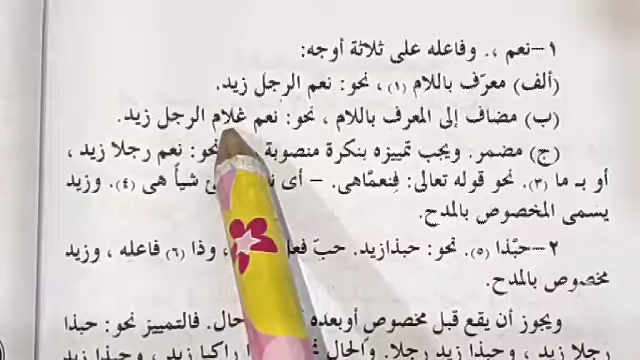 ١–نعم ،. وفاعله على ثلاثة أوجه:
(ألف) معرّف باللام (١)، نحو: نعم الرجل زيد.
(ب) مضاف إلى المعرف باللام ، نحو: نعم غلام الرجل زيد.
(ج) مضمر. ويجب تمييزه بنكرة منصوبة نحو: نعم رجلا زيد ،
أو بـ ما (٣). نحو قوله تعالى: فِنعمّاهى. – أى شيأً هى (٤). وزيد
يسمى المخصوص بالمدح.
٢–حبّذا (٥). نحو: حبذازيد. حبّ ، وذا (٦) فاعله ، وزيد
مخصوص بالمدح.
ويجوز أن يقع قبل مخصوص أوبعده حال. فالتمييز نحو: حبذا
رجلا زيد ، وحبذا زيد رجلا. والحال راكبا زيد ، وحبذا زيد